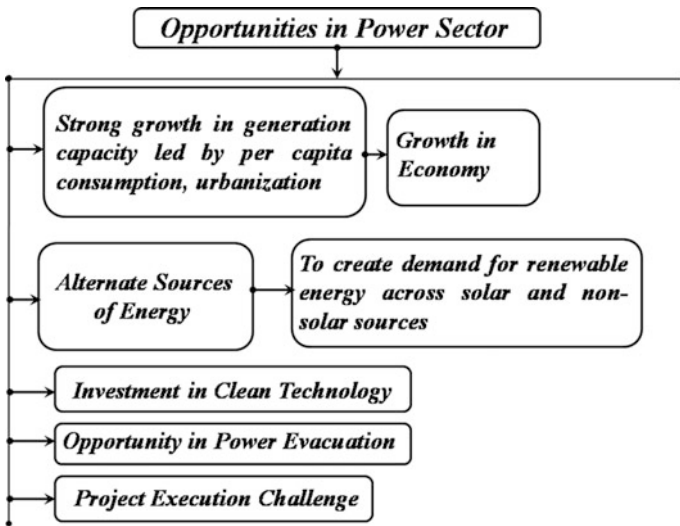 Opportunities in Power Sector
Strong growth in generation
capacity led by per capita
consumption, urbanization
Growth in
Economy
Alternate Sources
of Energy
To create demand for renewable
energy across solar and non-
solar sources
Investment in Clean Technology
Opportunity in Power Evacuation
Project Execution Challenge